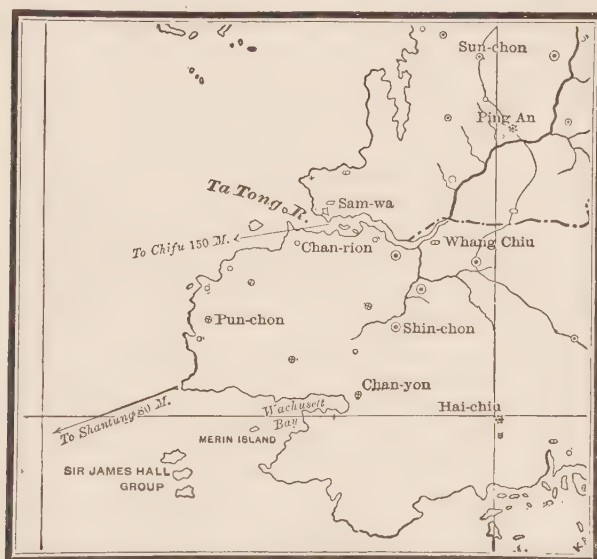 Sun-chon
Ping An
Ta Tong R.
Sam-wa
To Chifu 150 M.
Chan-rion
Whang Chiu
Pun-chon
Shin-chon
Chan-yon
Wachusett
Bay
Hai-chiu
To Shantung 80 M.
MERIN ISLAND
SIR JAMES HALL
GROUP